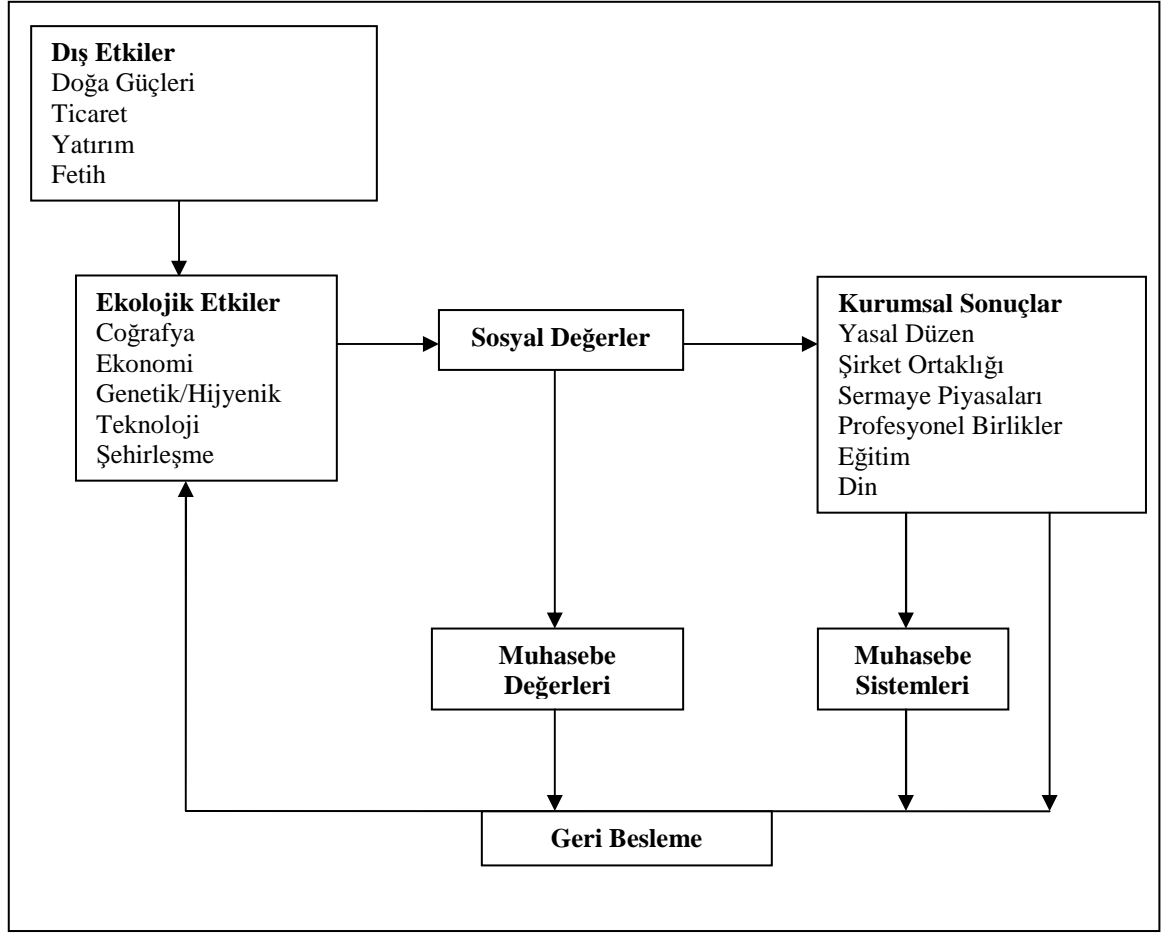 Dış Etkiler
Doğa Güçleri
Ticaret
Yatırım
Fetih
Ekolojik Etkiler
Coğrafya
Ekonomi
Genetik/Hijyenik
Teknoloji
Şehirleşme
Sosyal Değerler
Kurumsal Sonuçlar
Yasal Düzen
Şirket Ortaklığı
Sermaye Piyasaları
Profesyonel Birlikler
Eğitim
Din
Muhasebe
Değerleri
Muhasebe
Sistemleri
Geri Besleme